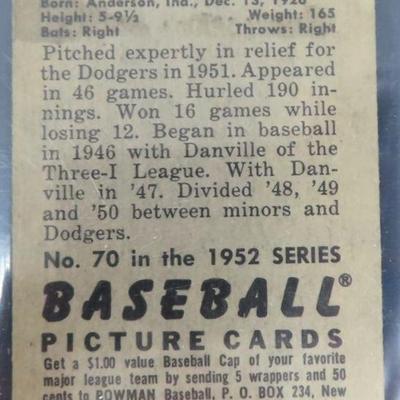 Born: Anderson, Ind., Dec. 13, 1926
Height: 5-9½ Weight: 165
Bats: Right Throws: Right
Pitched expertly in relief for
the Dodgers in 1951. Appeared
in 46 games. Hurled 190 in-
nings. Won 16 games while
losing 12. Began in baseball
in 1946 with Danville of the
Three-I League. With Dan-
ville in '47. Divided '48, '49
and '50 between minors and
Dodgers.
No. 70 in the 1952 SERIES
BASEBALL®
PICTURE CARDS
Get a $1.00 value Baseball Cap of your favorite
major league team by sending 5 wrappers and 50
cents to BOWMAN Baseball, P. O. BOX 234, New